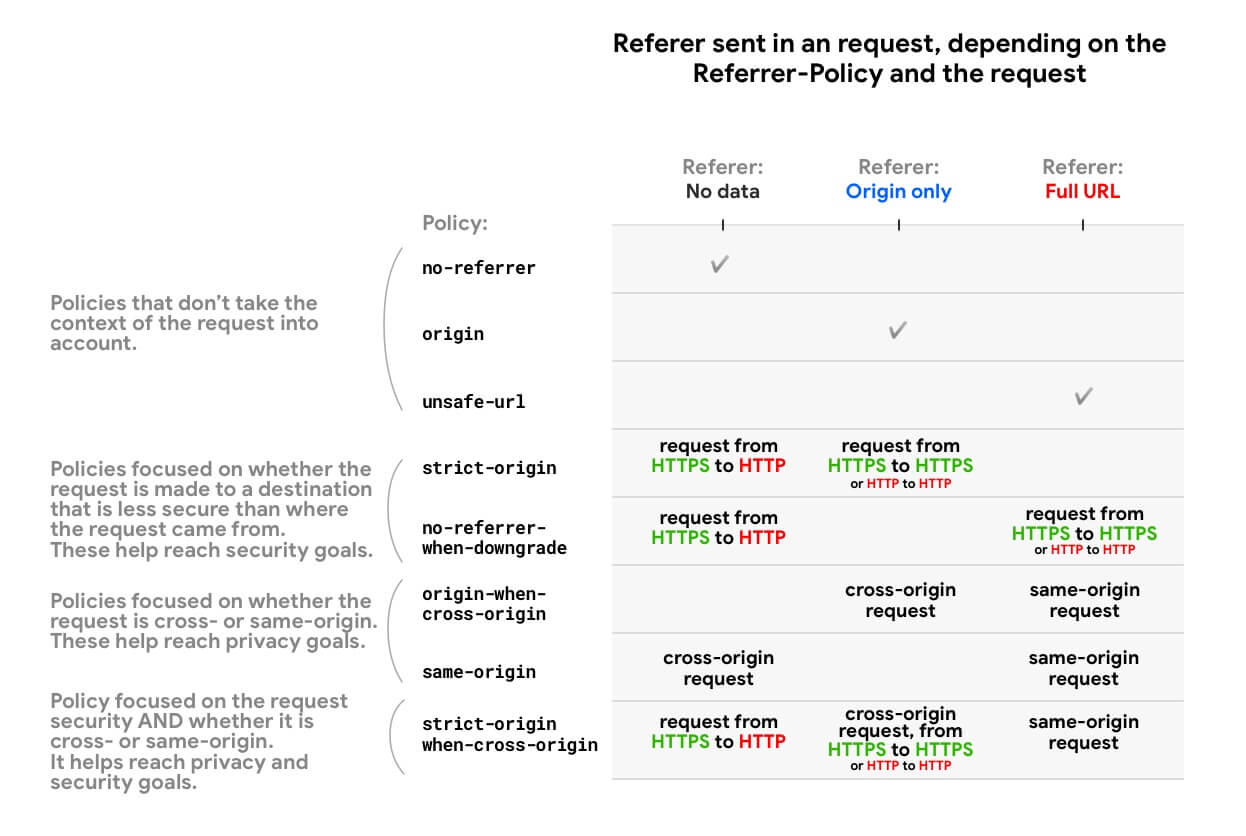 Referer sent in an request, depending on the
Referrer-Policy and the request
Referer:
No data
Referer:
Origin only
Referer:
Full URL
Policy:
Policies that don’t take the
context of the request into
account.
no-referrer
✓
origin
✓
unsafe-url
✓
Policies focused on whether the
request is made to a destination
that is less secure than where
the request came from.
These help reach security goals.
strict-origin
request from
HTTPS to HTTP
request from
HTTPS to HTTPS
or HTTP to HTTP
no-referrer-
when-downgrade
request from
HTTPS to HTTP
request from
HTTPS to HTTPS
or HTTP to HTTP
Policies focused on whether the
request is cross- or same-origin.
These help reach privacy goals.
origin-when-
cross-origin
cross-origin
request
same-origin
request
same-origin
cross-origin
request
same-origin
request
Policy focused on the request
security AND whether it is
cross- or same-origin.
It helps reach privacy and
security goals.
strict-origin
when-cross-origin
request from
HTTPS to HTTP
cross-origin
request, from
HTTPS to HTTPS
or HTTP to HTTP
same-origin
request